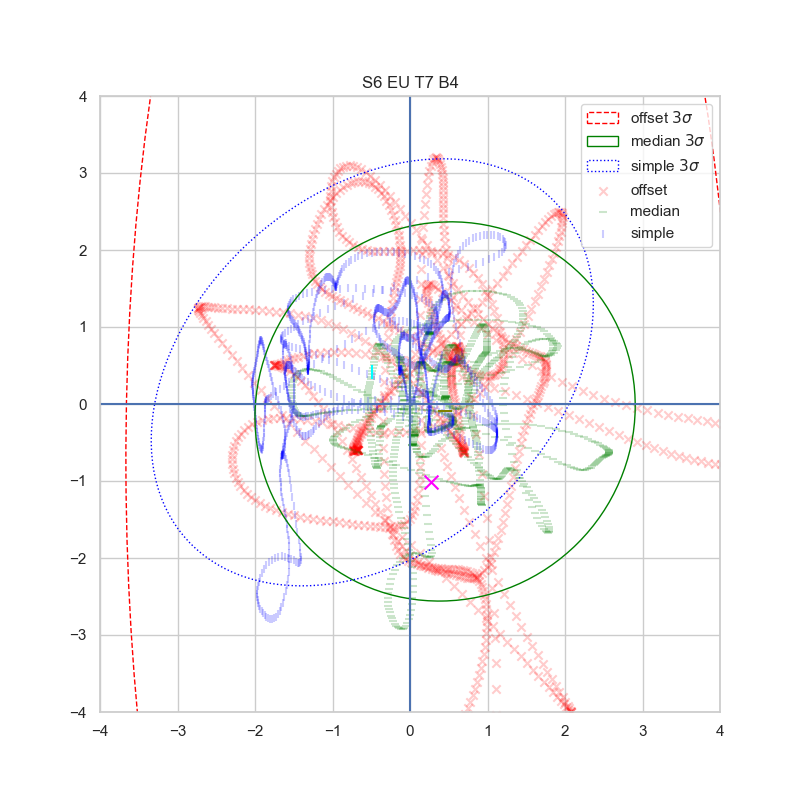 S6 EU T7 B4
offset 3σ
median 3σ
simple 3σ
offset
median
simple
4
3
2
1
0
−1
−2
−3
−4
−4 −3 −2 −1 0 1 2 3 4